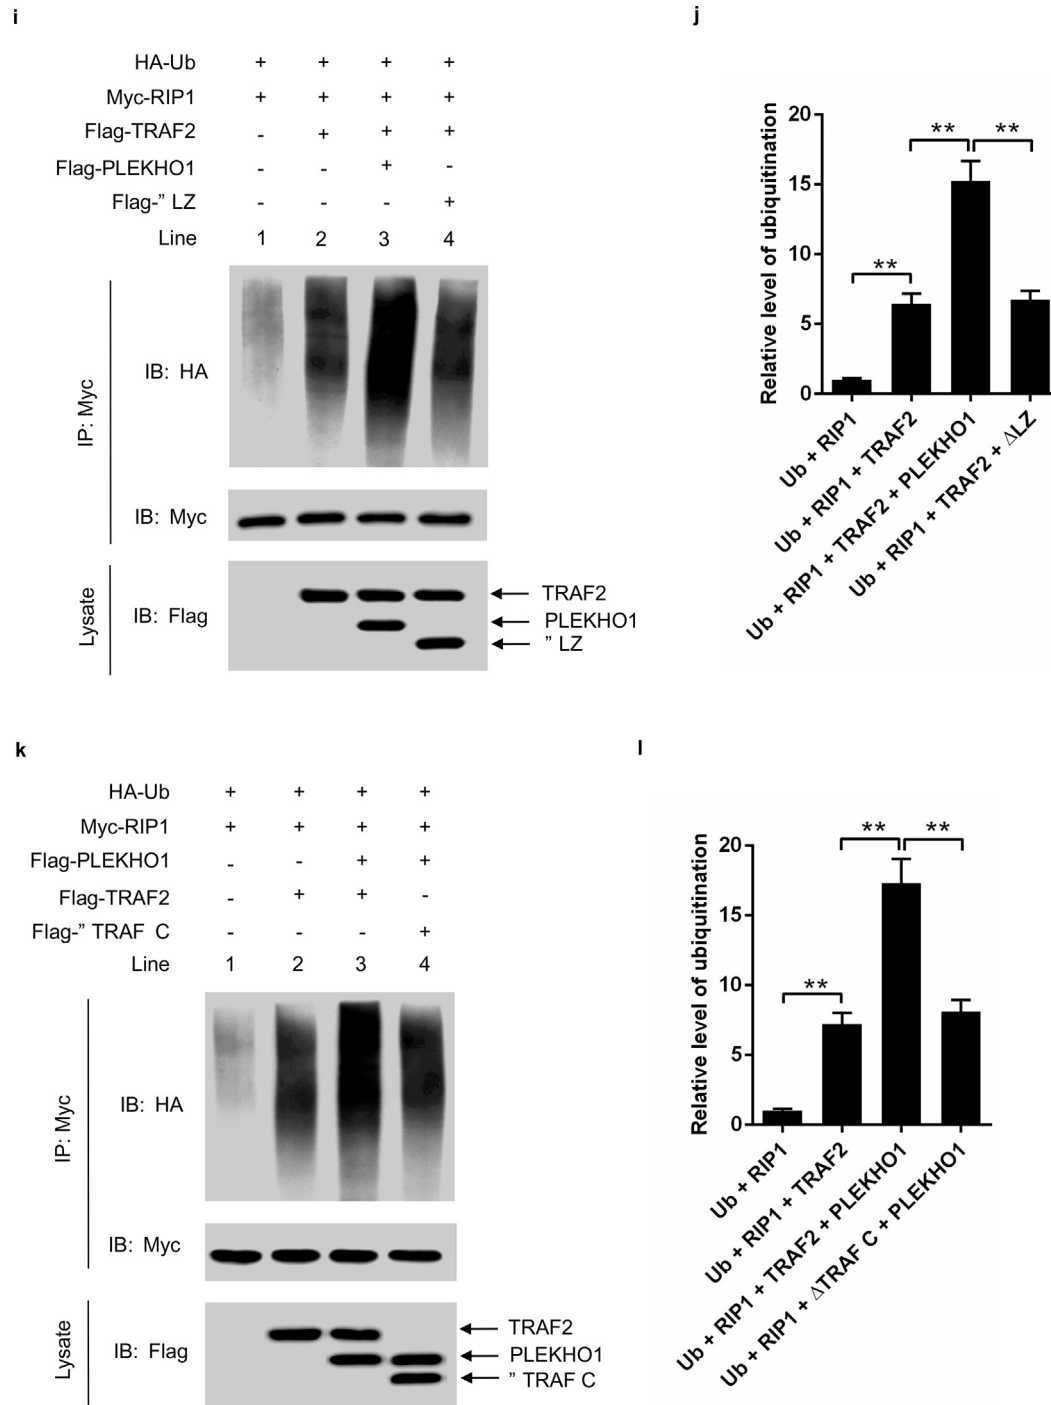 i
HA-Ub + + + +
Myc-RIP1 + + + +
Flag-TRAF2 - + + +
Flag-PLEKHO1 - - + -
Flag-” LZ - - - +
Line 1 2 3 4
IP: Myc
IB: HA
IB: Myc
Lysate
IB: Flag
TRAF2
PLEKHO1
” LZ
j
Relative level of ubiquitination
20
15
10
5
0
** ** **
Ub + RIP1
Ub + RIP1 + TRAF2
Ub + RIP1 + TRAF2 + PLEKHO1
Ub + RIP1 + TRAF2 + ΔLZ
k
HA-Ub + + + +
Myc-RIP1 + + + +
Flag-PLEKHO1 - - + +
Flag-TRAF2 - + + -
Flag-” TRAF C - - - +
Line 1 2 3 4
IP: Myc
IB: HA
IB: Myc
Lysate
IB: Flag
TRAF2
PLEKHO1
” TRAF C
l
Relative level of ubiquitination
20
15
10
5
0
** ** **
Ub + RIP1
Ub + RIP1 + TRAF2
Ub + RIP1 + TRAF2 + PLEKHO1
Ub + RIP1 + ΔTRAF C + PLEKHO1